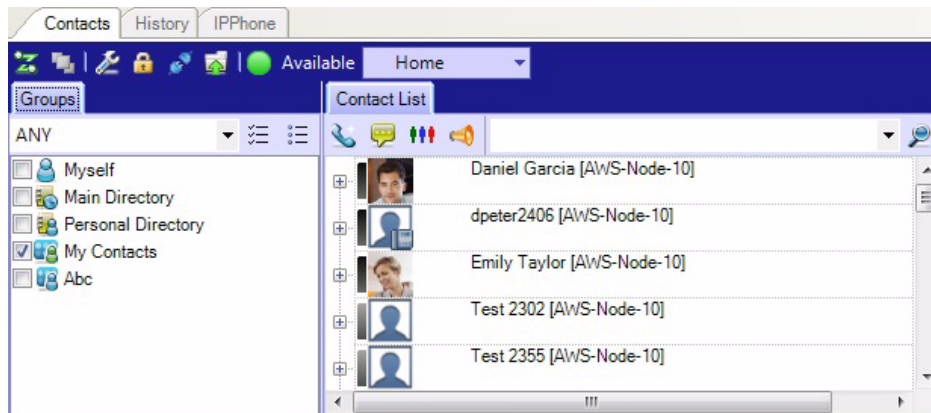 Contacts History IPPhone
Available Home
Groups Contact List
ANY
Myself
Main Directory
Personal Directory
My Contacts
Abc
Daniel Garcia [AWS-Node-10]
dpeter2406 [AWS-Node-10]
Emily Taylor [AWS-Node-10]
Test 2302 [AWS-Node-10]
Test 2355 [AWS-Node-10]